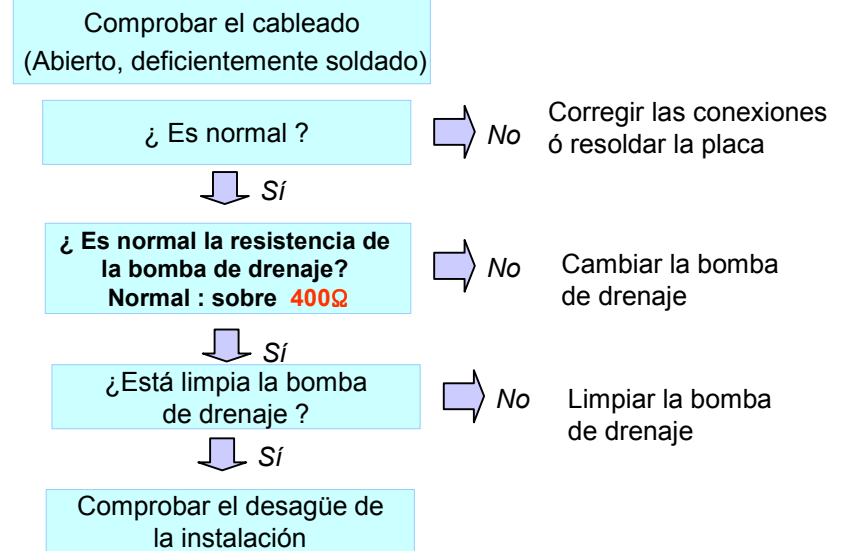 Comprobar el cableado
(Abierto, deficientemente soldado)
¿ Es normal ?
No
Corregir las conexiones
ó resoldar la placa
Sí
¿ Es normal la resistencia de
la bomba de drenaje?
Normal : sobre 400Ω
No
Cambiar la bomba
de drenaje
Sí
¿Está limpia la bomba
de drenaje ?
No
Limpiar la bomba
de drenaje
Sí
Comprobar el desagüe de
la instalación